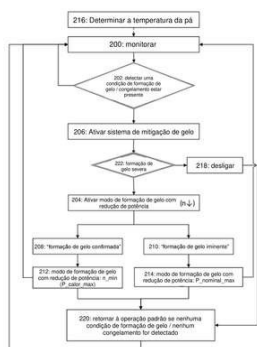 216: Determinar a temperatura da pá
200: monitorar
202: detectar uma
condição de formação de
gelo / congelamento estar
presente
206: Ativar sistema de mitigação de gelo
222: formação de
gelo severa
218: desligar
204: Ativar modo de formação de gelo com
redução de potência
(n↓)
208: “formação de gelo confirmada”
210: “formação de gelo iminente”
212: modo de formação de gelo
com redução de potência: n_min
(P_calor_max)
214: modo de formação de gelo com
redução de potência: P_nominal_max
220: retornar à operação padrão se nenhuma
condição de formação de gelo / nenhum
congelamento for detectado